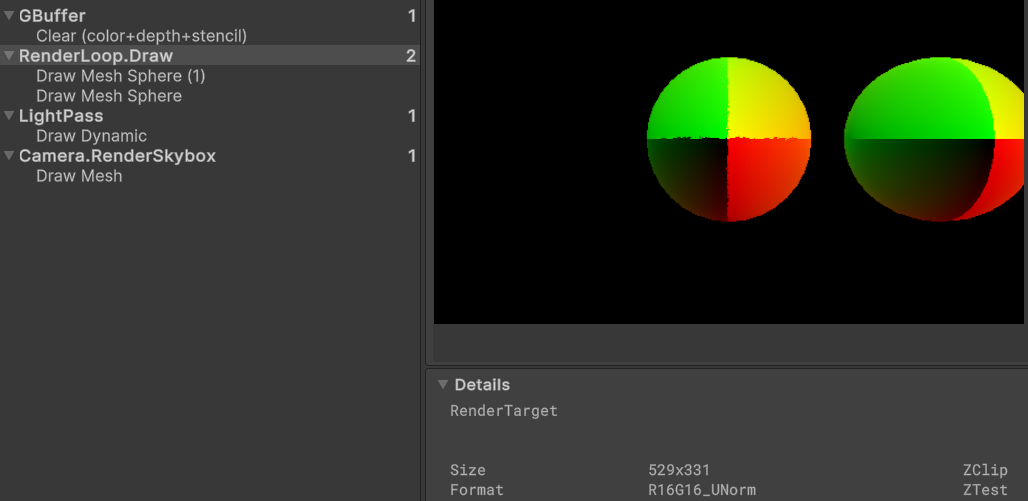 GBuffer 1
Clear (color+depth+stencil)
RenderLoop.Draw 2
Draw Mesh Sphere (1)
Draw Mesh Sphere
LightPass 1
Draw Dynamic
Camera.RenderSkybox 1
Draw Mesh
Details
RenderTarget
Size 529x331 ZClip
Format R16G16_UNorm ZTest